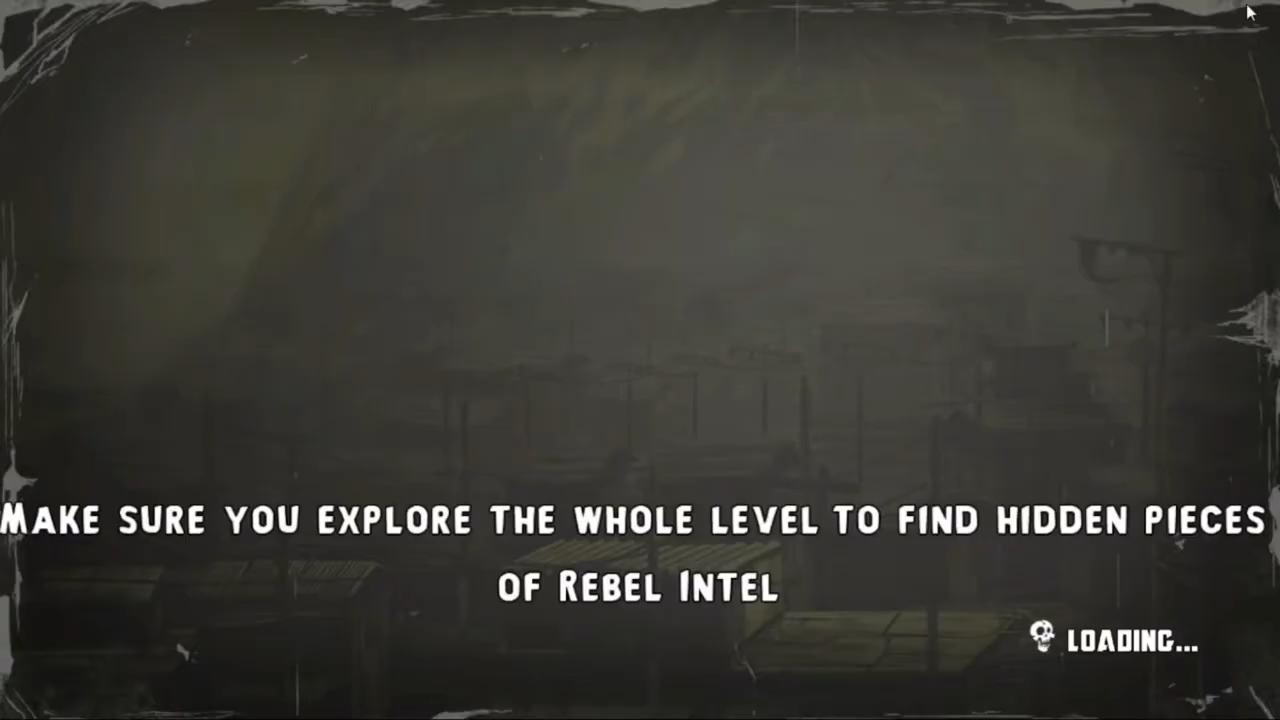 Make sure you explore the whole level to find hidden pieces
of Rebel Intel
LOADING...